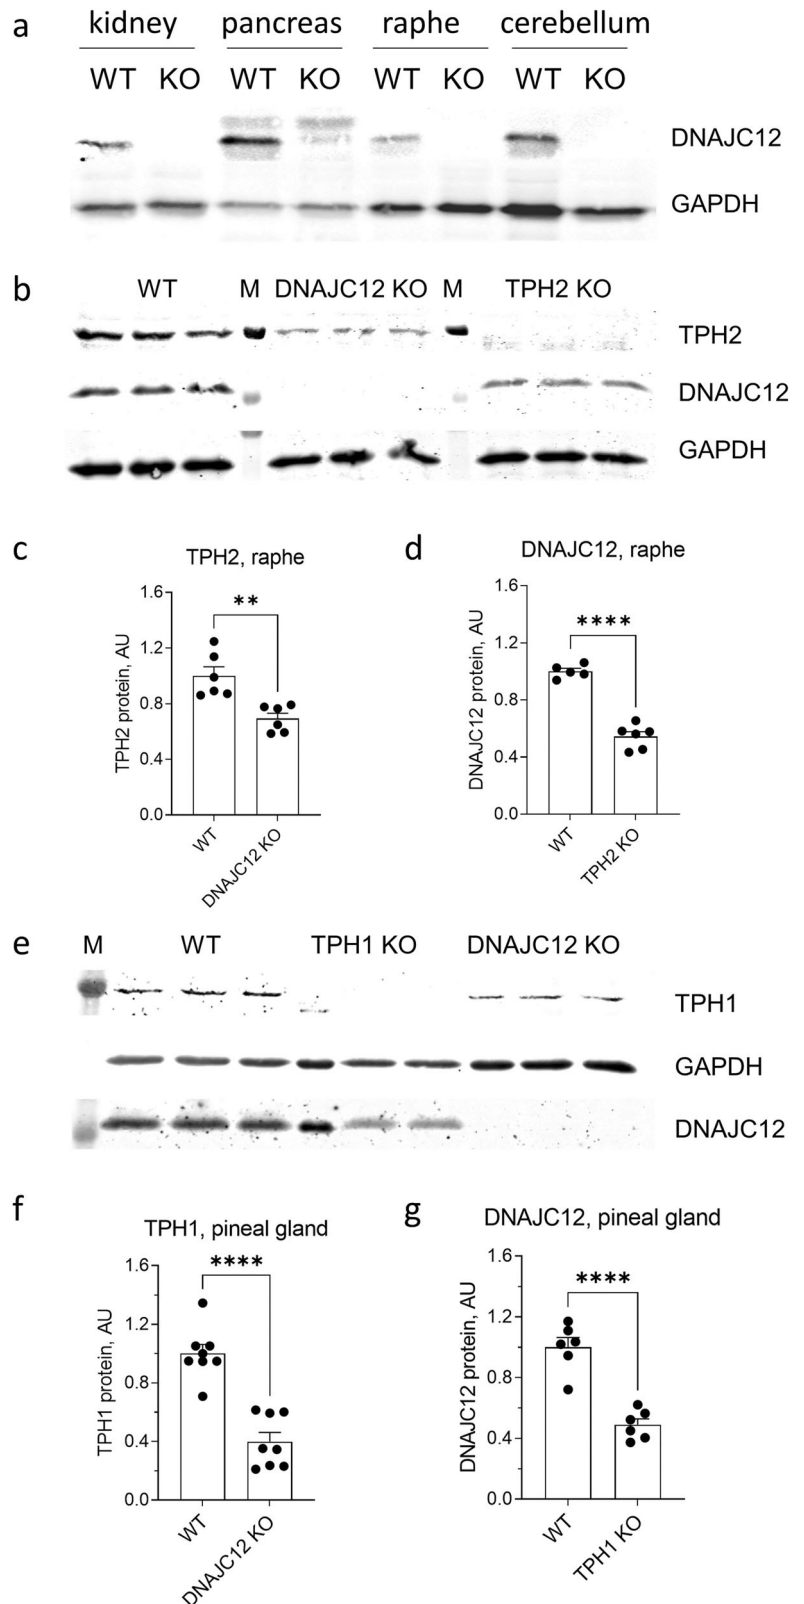 a
kidney pancreas raphe cerebellum
WT KO WT KO WT KO WT KO
DNAJC12
GAPDH
b
WT M DNAJC12 KO M TPH2 KO
TPH2
DNAJC12
GAPDH
c
TPH2, raphe
TPH2 protein, AU
1.6
1.2
0.8
0.4
0.0
**
WT
DNAJC12 KO
d
DNAJC12, raphe
DNAJC12 protein, AU
1.6
1.2
0.8
0.4
0.0
****
WT
TPH2 KO
e
M WT TPH1 KO DNAJC12 KO
TPH1
GAPDH
DNAJC12
f
TPH1, pineal gland
TPH1 protein, AU
1.6
1.2
0.8
0.4
0.0
****
WT
DNAJC12 KO
g
DNAJC12, pineal gland
DNAJC12 protein, AU
1.6
1.2
0.8
0.4
0.0
****
WT
TPH1 KO